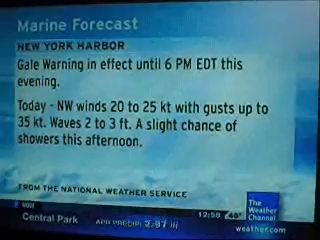 Marine Forecast
NEW YORK HARBOR
Gale Warning in effect until 6 PM EDT this
evening.
Today - NW winds 20 to 25 kt with gusts up to
35 kt. Waves 2 to 3 ft. A slight chance of
showers this afternoon.
FROM THE NATIONAL WEATHER SERVICE
The
Weather
Channel
weather.com
12:58 48°
Central Park